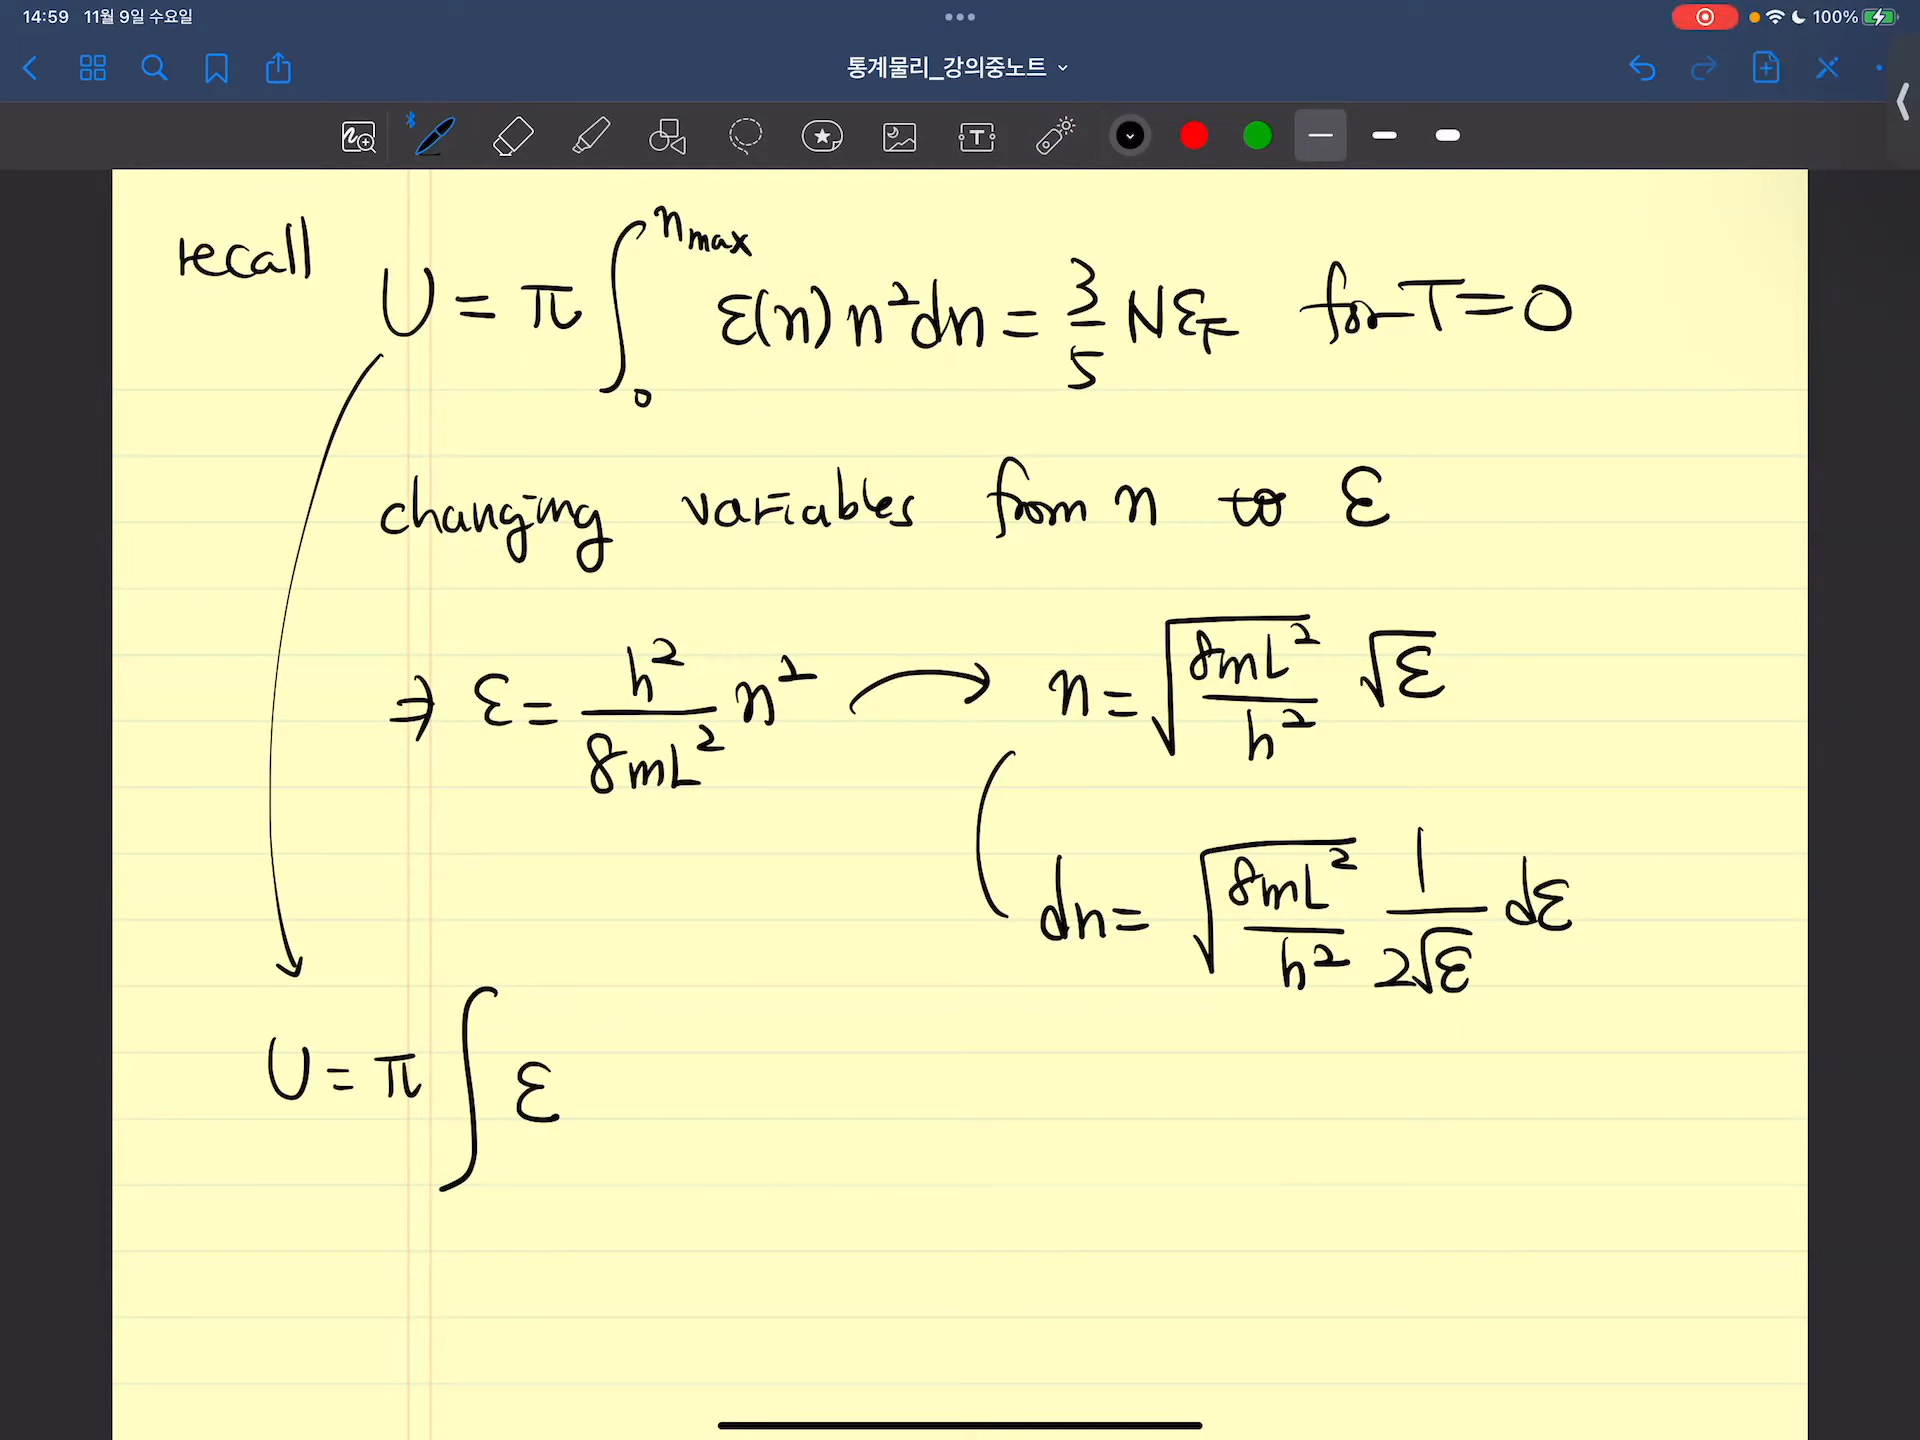 14:59 11월 9일 수요일
100%
통계물리_강의중노트
recall
U = π ∫₀^{n_max} ε(n) n² dn = 3/5 N ε_F for T=0
changing variables from n to ε
⇒ ε = h²/8mL² n² → n = √(8mL²/h²) √ε
dn = √(8mL²/h²) 1/(2√ε) dε
U = π ∫ ε